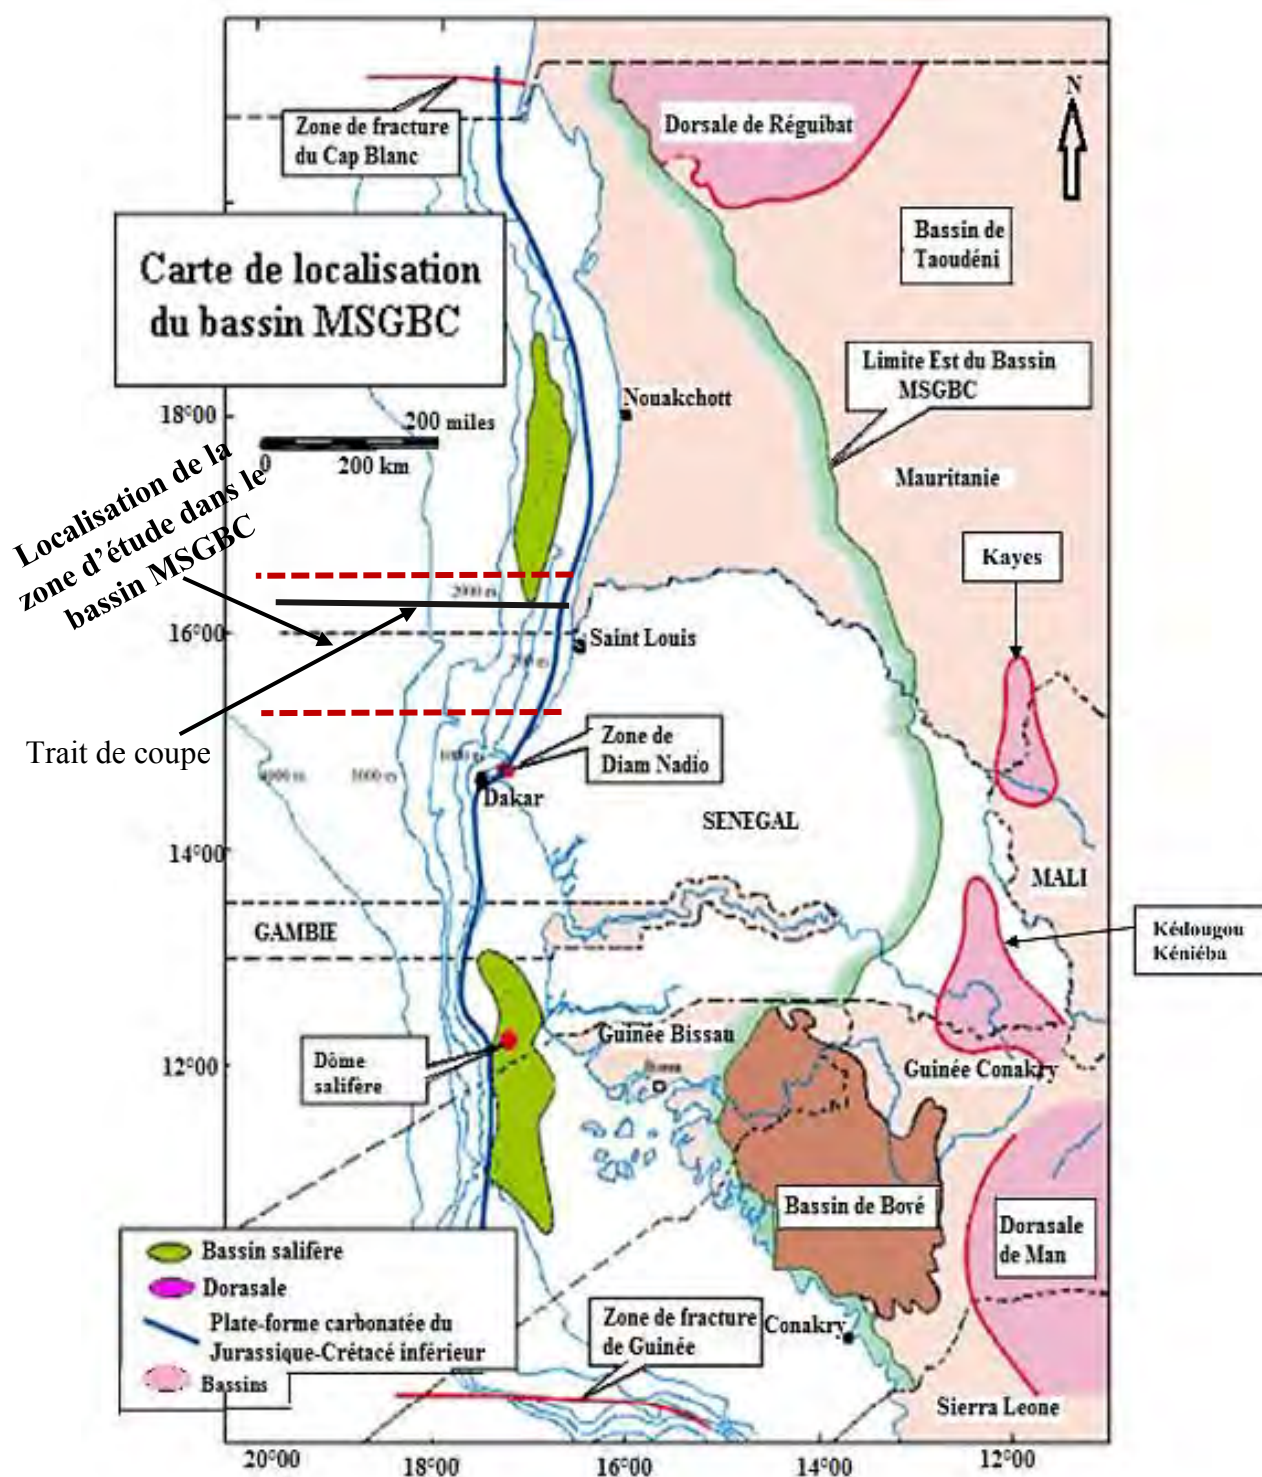 N
Zone de fracture
du Cap Blanc
Dorsale de Réguibat
Carte de localisation
du bassin MSGBC
Bassin de
Taoudéni
Limite Est du Bassin
MSGBC
Nouakchott
18°00
200 miles
0
200 km
Localisation de la
zone d’étude dans le
bassin MSGBC
Mauritanie
Kayes
2000 m
16°00
Saint Louis
200 m
Trait de coupe
Zone de
Diam Nadio
Dakar
SENEGAL
14°00
MALI
GAMBIE
Kédougou
Kéniéba
Guinée Bissau
Dôme
salifère
12°00
Guinée Conakry
Bassin de Bové
Dorasale
de Man
Bassin salifère
Dorasale
Plate-forme carbonatée du
Jurassique-Crétacé inférieur
Bassins
Zone de fracture
de Guinée
Conakry
Sierra Leone
20°00
18°00
16°00
14°00
12°00